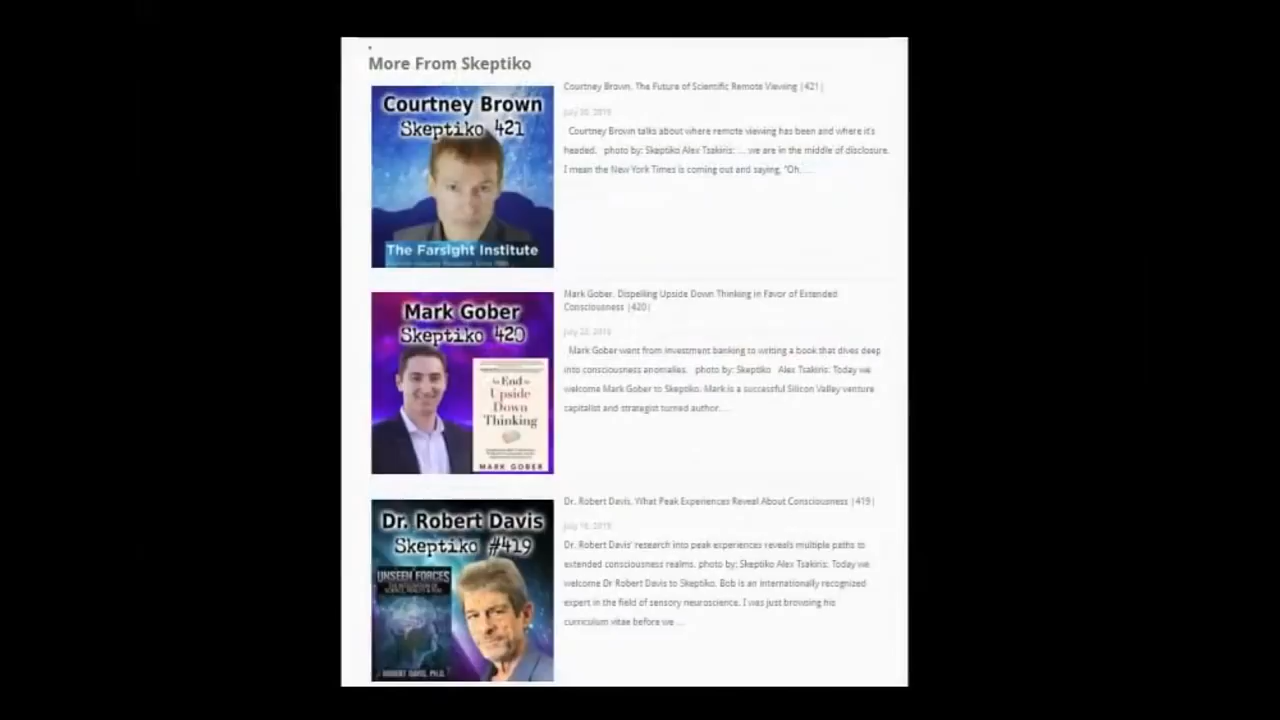 More From Skeptiko
Courtney Brown
Skeptiko 421
The Farsight Institute
Courtney Brown, The Future of Scientific Remote Viewing |421|
Courtney Brown talks about where remote viewing has been and where it's
headed. photo by: Skeptiko Alex Tsakiris: ... we are in the middle of disclosure.
I mean the New York Times is coming out and saying, "Oh, ...
Mark Gober
Skeptiko 420
An End to
Upside
Down
Thinking
MARK GOBER
Mark Gober, Dispelling Upside Down Thinking in Favor of Extended
Consciousness |420|
Mark Gober went from investment banking to writing a book that dives deep
into consciousness anomalies. photo by: Skeptiko Alex Tsakiris: Today we
welcome Mark Gober to Skeptiko. Mark is a successful Silicon Valley venture
capitalist and strategist turned author. ...
Dr. Robert Davis
Skeptiko #419
UNSEEN FORCES
ROBERT DAVIS, PH.D.
Dr. Robert Davis, What Peak Experiences Reveal About Consciousness |419|
Dr. Robert Davis' research into peak experiences reveals multiple paths to
extended consciousness realms. photo by: Skeptiko Alex Tsakiris: Today we
welcome Dr Robert Davis to Skeptiko. Bob is an internationally recognized
expert in the field of sensory neuroscience. I was just browsing his
curriculum vitae before we ...